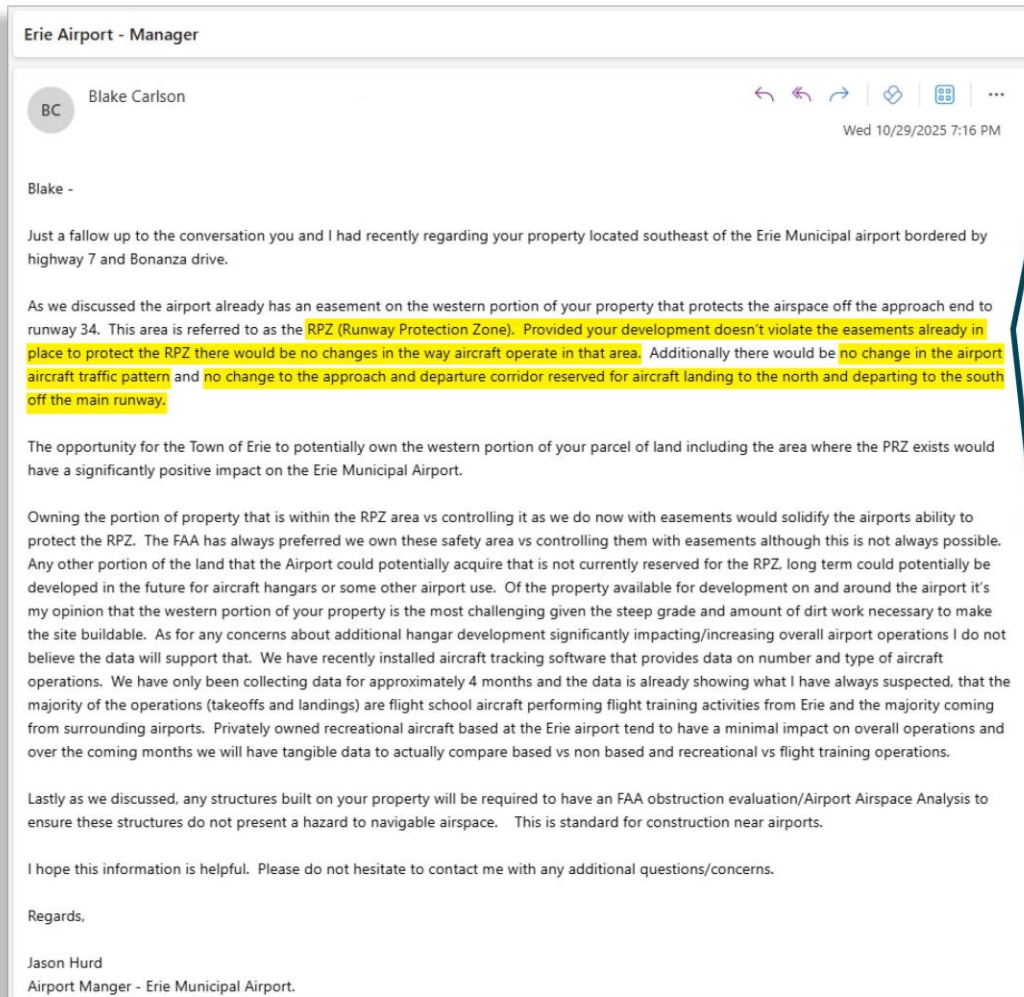 Erie Airport - Manager
BC
Blake Carlson
Wed 10/29/2025 7:16 PM
Blake -
Just a fallow up to the conversation you and I had recently regarding your property located southeast of the Erie Municipal airport bordered by
highway 7 and Bonanza drive.
As we discussed the airport already has an easement on the western portion of your property that protects the airspace off the approach end to
runway 34.  This area is referred to as the RPZ (Runway Protection Zone).  Provided your development doesn't violate the easements already in
place to protect the RPZ there would be no changes in the way aircraft operate in that area.  Additionally there would be no change in the airport
aircraft traffic pattern and no change to the approach and departure corridor reserved for aircraft landing to the north and departing to the south
off the main runway.
The opportunity for the Town of Erie to potentially own the western portion of your parcel of land including the area where the PRZ exists would
have a significantly positive impact on the Erie Municipal Airport.
Owning the portion of property that is within the RPZ area vs controlling it as we do now with easements would solidify the airports ability to
protect the RPZ.  The FAA has always preferred we own these safety area vs controlling them with easements although this is not always possible.
Any other portion of the land that the Airport could potentially acquire that is not currently reserved for the RPZ, long term could potentially be
developed in the future for aircraft hangars or some other airport use.  Of the property available for development on and around the airport it's
my opinion that the western portion of your property is the most challenging given the steep grade and amount of dirt work necessary to make
the site buildable.  As for any concerns about additional hangar development significantly impacting/increasing overall airport operations I do not
believe the data will support that.  We have recently installed aircraft tracking software that provides data on number and type of aircraft
operations.  We have only been collecting data for approximately 4 months and the data is already showing what I have always suspected, that the
majority of the operations (takeoffs and landings) are flight school aircraft performing flight training activities from Erie and the majority coming
from surrounding airports.  Privately owned recreational aircraft based at the Erie airport tend to have a minimal impact on overall operations and
over the coming months we will have tangible data to actually compare based vs non based and recreational vs flight training operations.
Lastly as we discussed, any structures built on your property will be required to have an FAA obstruction evaluation/Airport Airspace Analysis to
ensure these structures do not present a hazard to navigable airspace.    This is standard for construction near airports.
I hope this information is helpful.  Please do not hesitate to contact me with any additional questions/concerns.
Regards,
Jason Hurd
Airport Manger - Erie Municipal Airport.